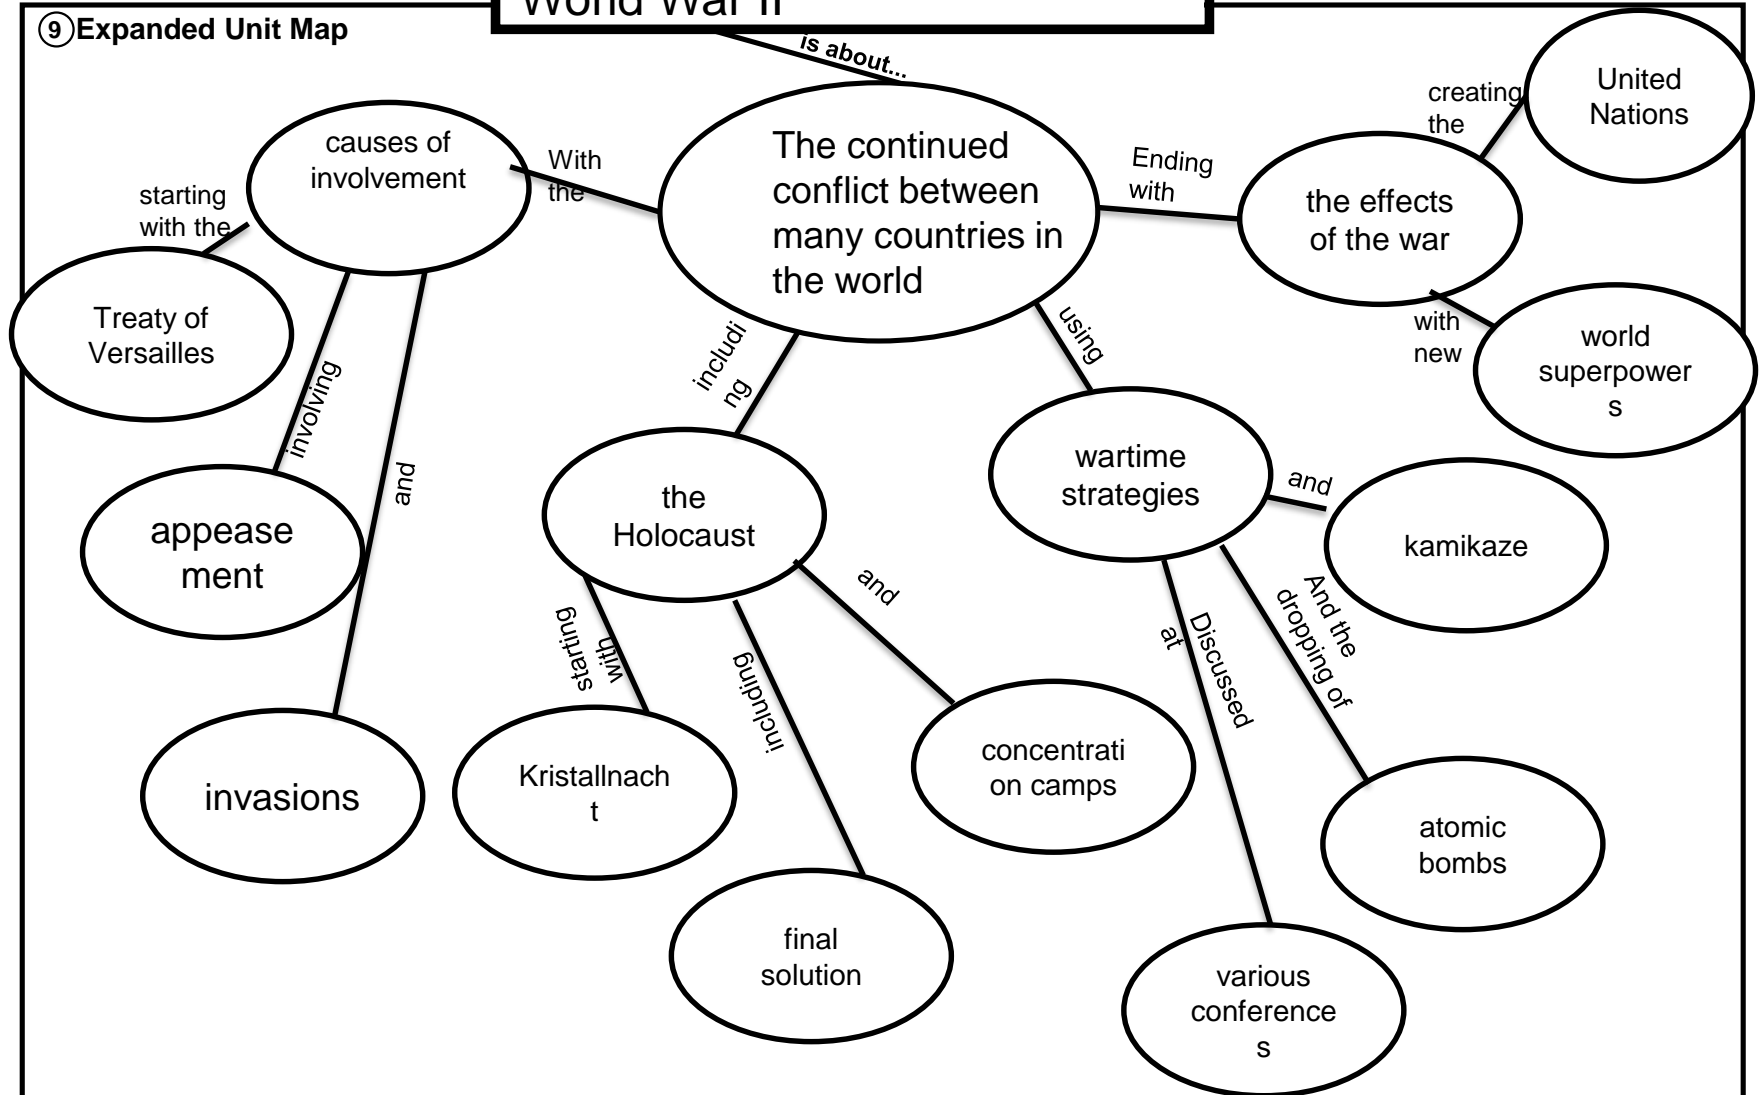 World War II
⑨Expanded Unit Map
is about...
The continued
conflict between
many countries in
the world
With
the
causes of
involvement
starting
with the
Treaty of
Versailles
involving
appease
ment
and
invasions
includi
ng
the
Holocaust
starting
with
Kristallnach
t
including
final
solution
and
concentrati
on camps
using
wartime
strategies
and
kamikaze
And the
dropping of
atomic
bombs
Discussed
at
various
conference
s
Ending
with
the effects
of the war
creating
the
United
Nations
with
new
world
superpower
s